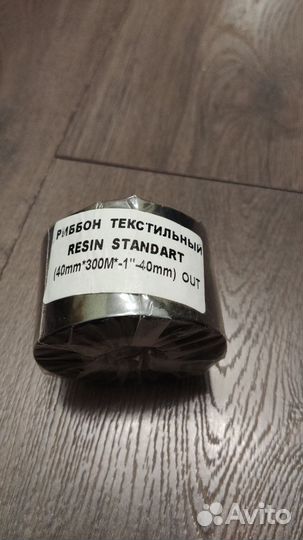 РИББОН ТЕКСТИЛЬНЫЙ
RESIN STANDART
(40mm*300M*-1''-40mm) OUT
Avito